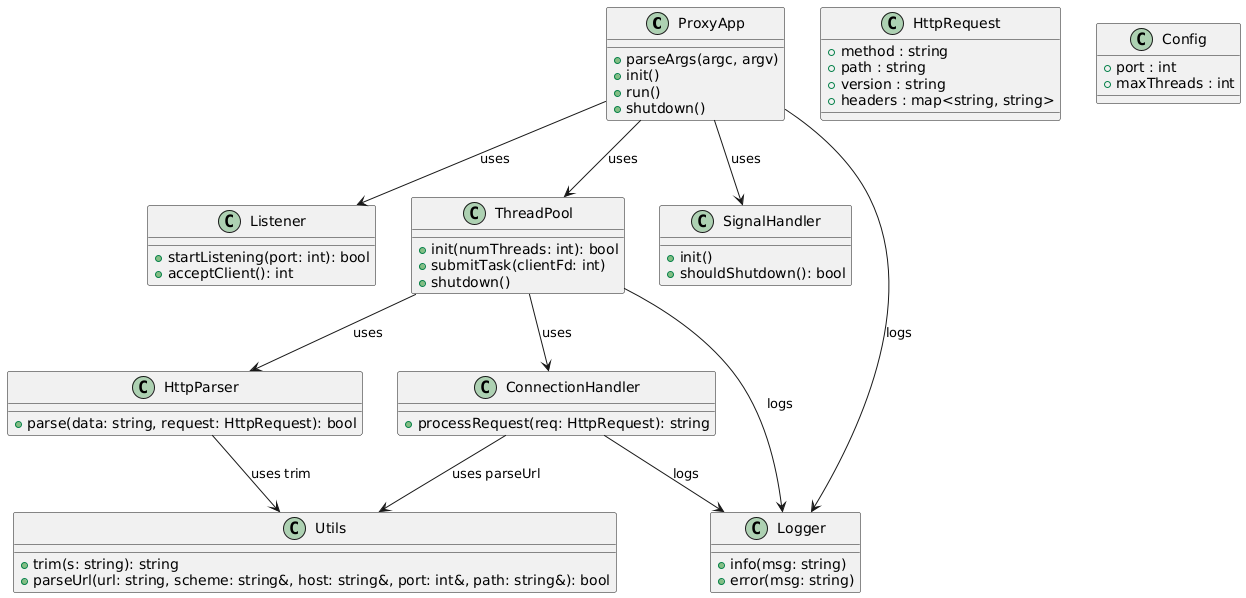 C ProxyApp
parseArgs(argc, argv)
init()
run()
shutdown()
C HttpRequest
method : string
path : string
version : string
headers : map<string, string>
C Config
port : int
maxThreads : int
uses
uses
uses
logs
C Listener
startListening(port: int): bool
acceptClient(): int
C ThreadPool
init(numThreads: int): bool
submitTask(clientFd: int)
shutdown()
C SignalHandler
init()
shouldShutdown(): bool
uses
uses
logs
C HttpParser
parse(data: string, request: HttpRequest): bool
C ConnectionHandler
processRequest(req: HttpRequest): string
uses trim
uses parseUrl
logs
C Utils
trim(s: string): string
parseUrl(url: string, scheme: string&, host: string&, port: int&, path: string&): bool
C Logger
info(msg: string)
error(msg: string)